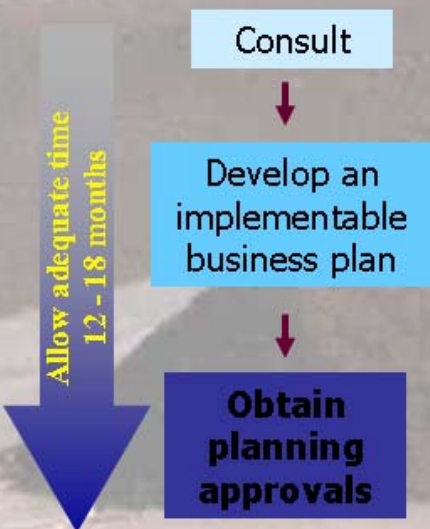 Consult
Allow adequate time
12 - 18 months
Develop an
implementable
business plan
Obtain
planning
approvals